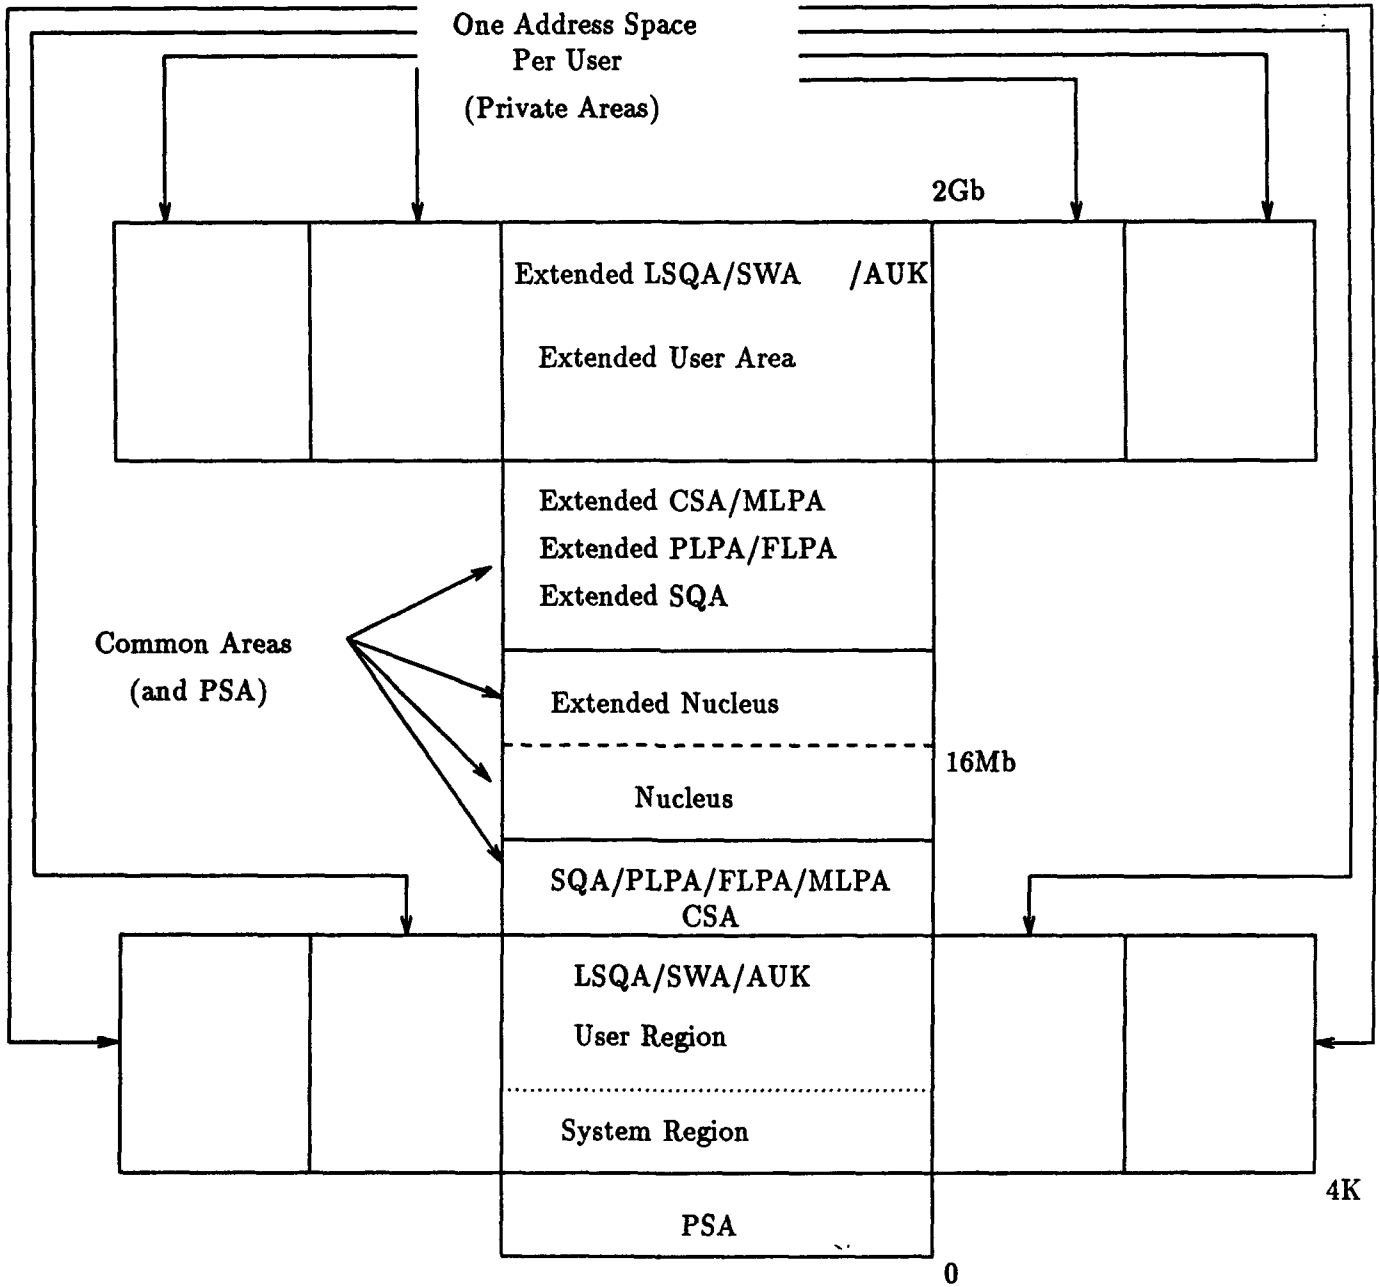 One Address Space
Per User
(Private Areas)
2Gb
Extended LSQA/SWA /AUK
Extended User Area
Extended CSA/MLPA
Extended PLPA/FLPA
Extended SQA
Common Areas
(and PSA)
Extended Nucleus
16Mb
Nucleus
SQA/PLPA/FLPA/MLPA
CSA
LSQA/SWA/AUK
User Region
System Region
4K
PSA
0